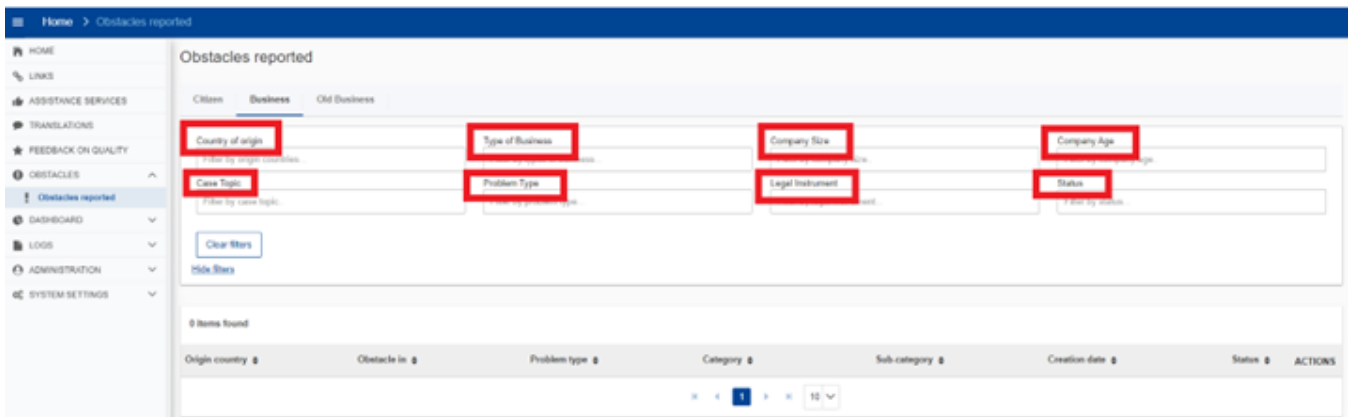 Home > Obstacles reported
HOME
LINKS
ASSISTANCE SERVICES
TRANSLATIONS
FEEDBACK ON QUALITY
OBSTACLES
Obstacles reported
DASHBOARD
LOGS
ADMINISTRATION
SYSTEM SETTINGS
Obstacles reported
Citizen Business Old Business
Country of origin Type of Business Company Size Company Age
Filter by origin countries...
Case Topic Problem Type Legal Instrument Status
Filter by case topic. Filter by problem type. Filter by status...
Clear filters
Hide filters
0 items found
Origin country Obstacle in Problem type Category Sub-category Creation date Status ACTIONS
1 10